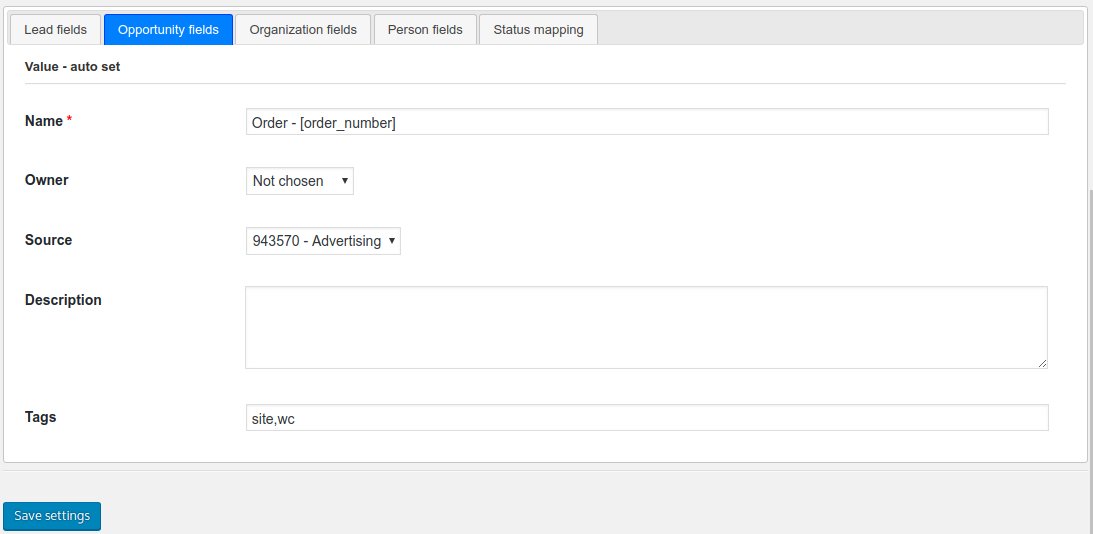 Lead fields Opportunity fields Organization fields Person fields Status mapping
Value - auto set
Name * Order - [order_number]
Owner Not chosen
Source 943570 - Advertising
Description
Tags site,wc
Save settings